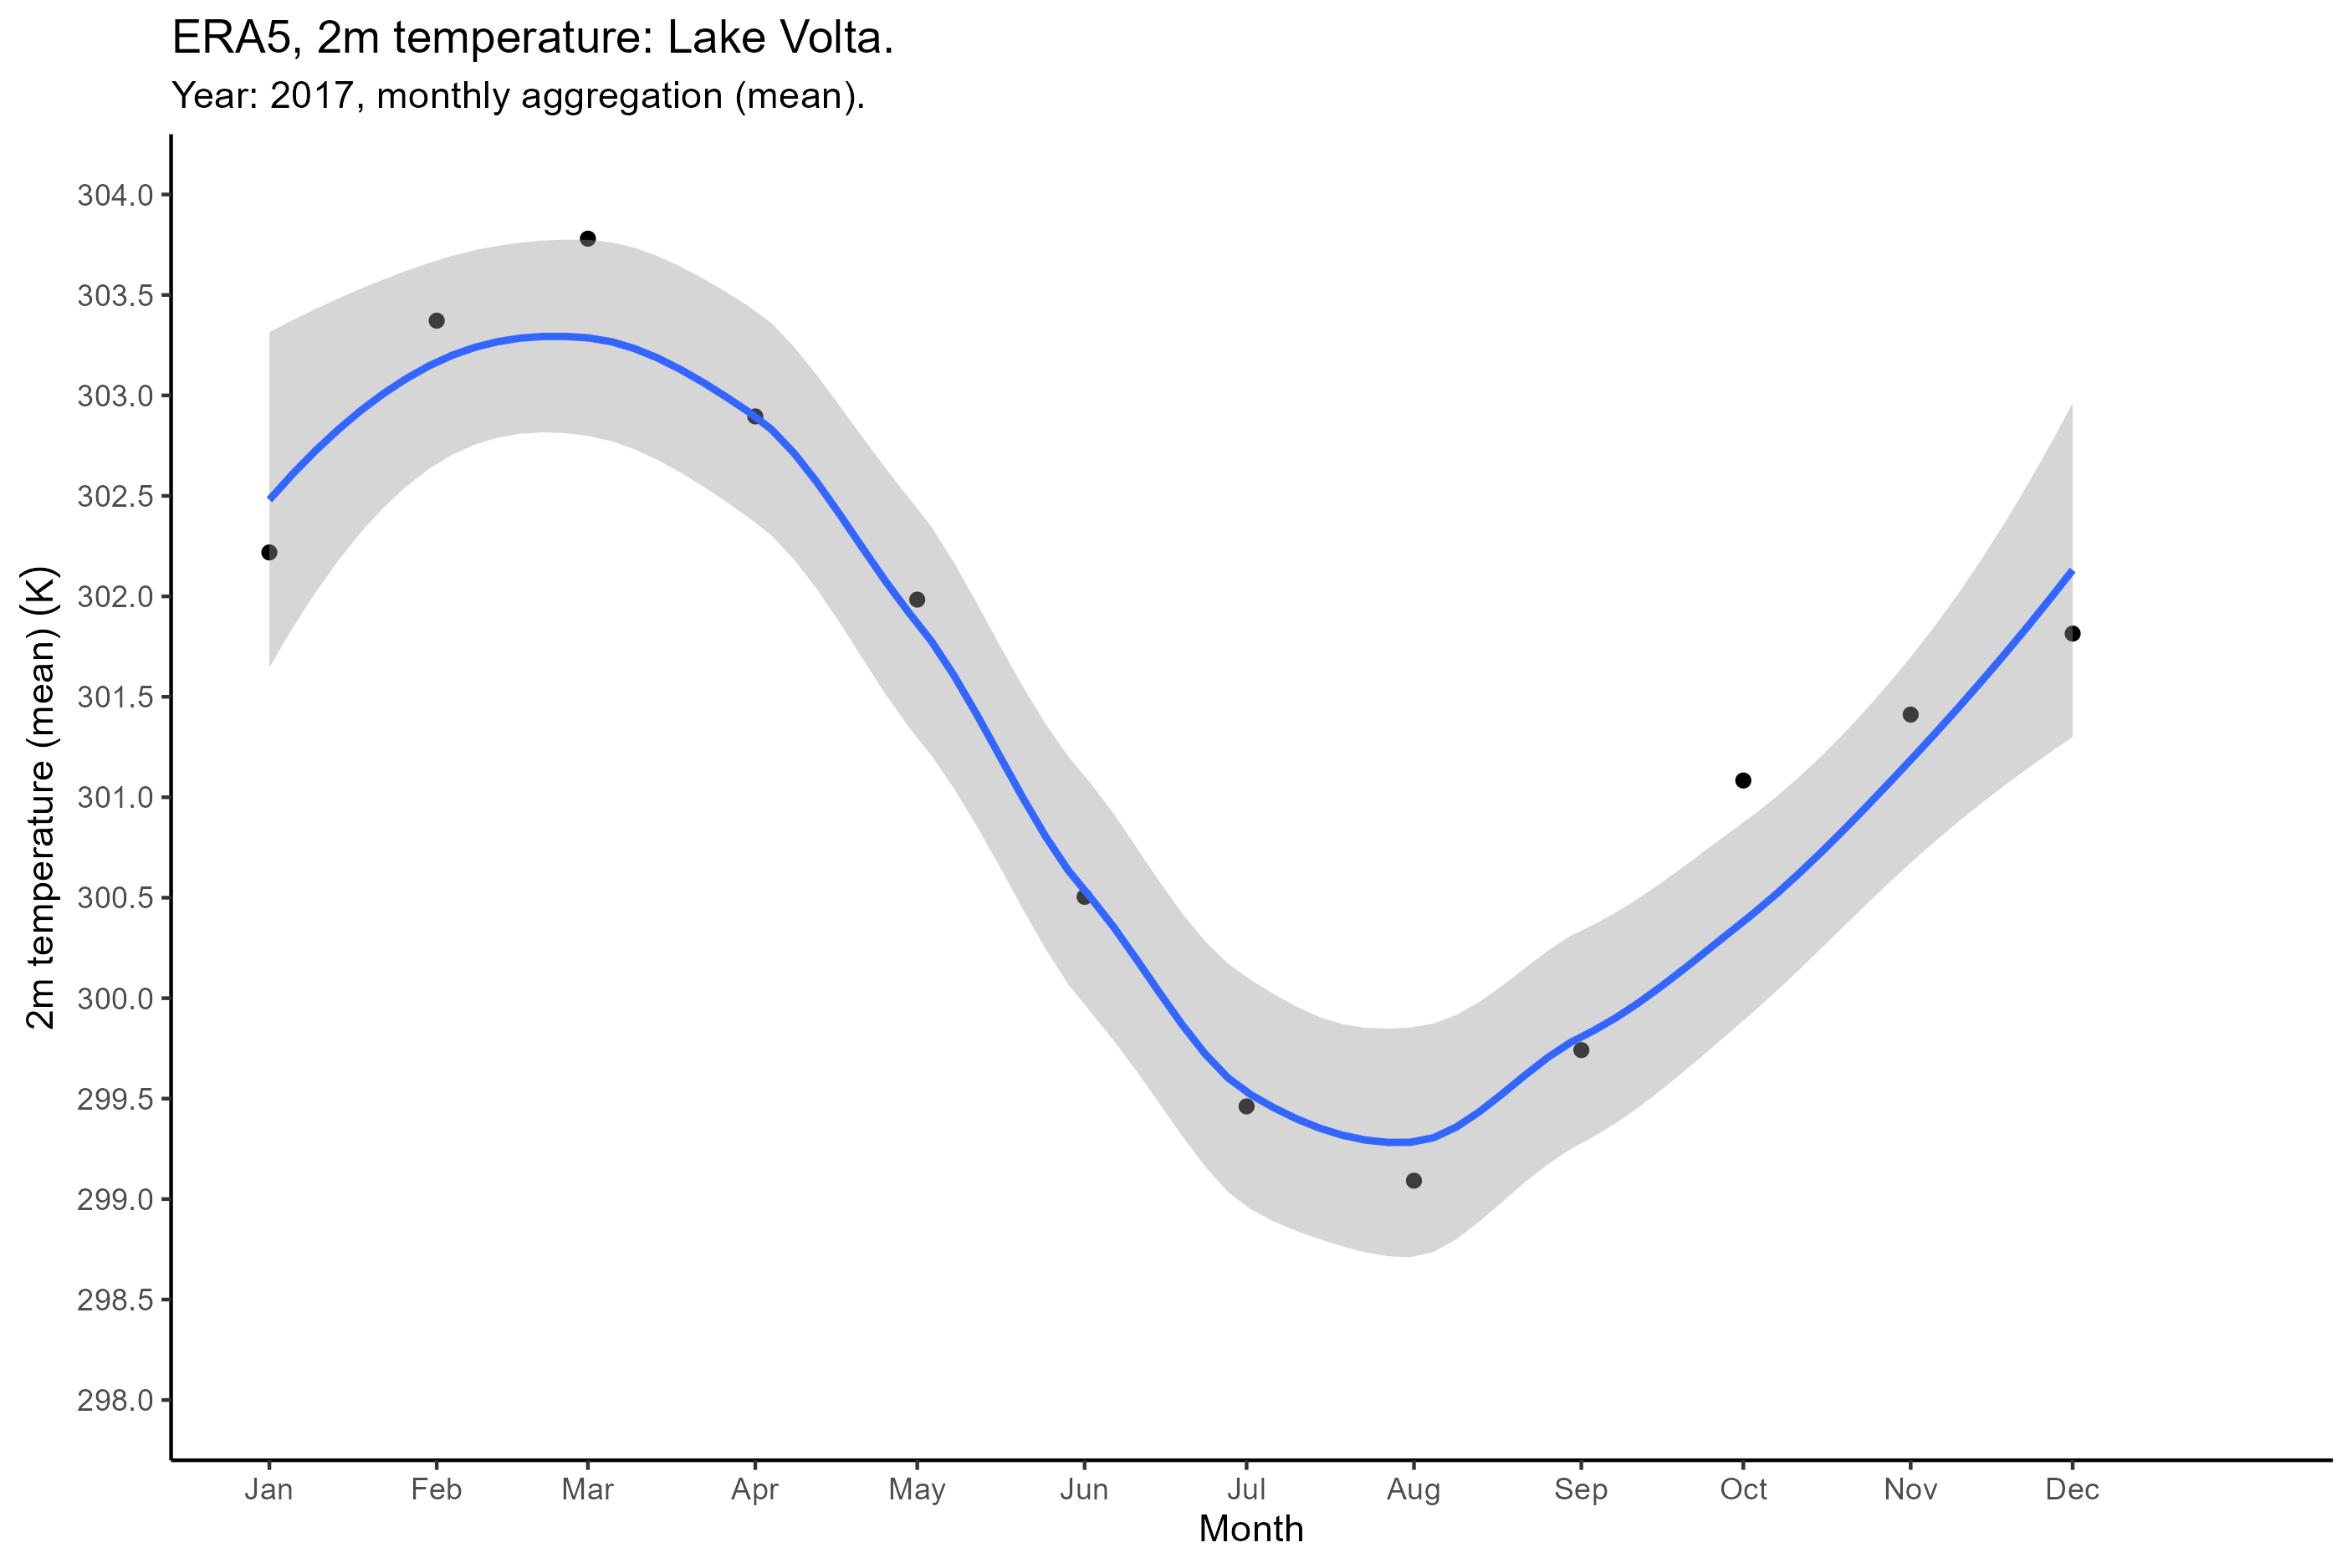 ERA5, 2m temperature: Lake Volta.
Year: 2017, monthly aggregation (mean).
2m temperature (mean) (K)
304.0
303.5
303.0
302.5
302.0
301.5
301.0
300.5
300.0
299.5
299.0
298.5
298.0
Jan Feb Mar Apr May Jun Jul Aug Sep Oct Nov Dec
Month